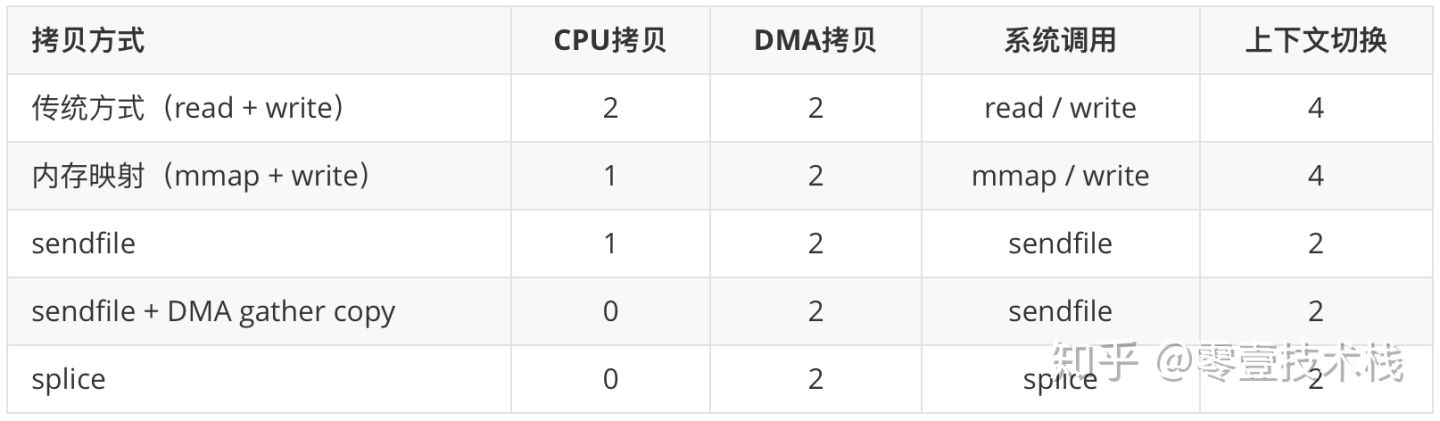 拷贝方式 CPU拷贝 DMA拷贝 系统调用 上下文切换
传统方式（read + write） 2 2 read / write 4
内存映射（mmap + write） 1 2 mmap / write 4
sendfile 1 2 sendfile 2
sendfile + DMA gather copy 0 2 sendfile 2
splice 0 2 splice 2
知乎 @零壹技术栈